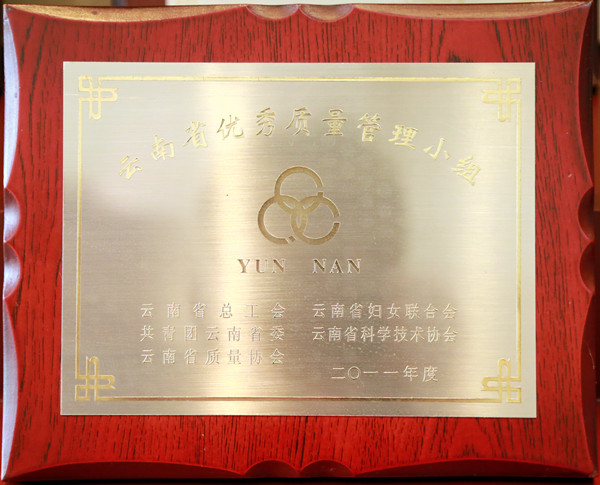 云南省优秀质量管理小组
YUN NAN
云南省总工会 云南省妇女联合会
共青团云南省委 云南省科学技术协会
云南省质量协会
二〇一一年度